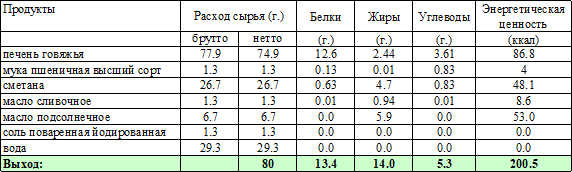 Продукты Расход сырья (г.) Белки Жиры Углеводы Энергетическая ценность
брутто нетто (г.) (г.) (г.) (ккал)
печень говяжья 77.9 74.9 12.6 2.44 3.61 86.8
мука пшеничная высший сорт 1.3 1.3 0.13 0.01 0.83 4
сметана 26.7 26.7 0.63 4.7 0.83 48.1
масло сливочное 1.3 1.3 0.01 0.94 0.01 8.6
масло подсолнечное 6.7 6.7 0.0 5.9 0.0 53.0
соль поваренная йодированная 1.3 1.3 0.0 0.0 0.0 0.0
вода 29.3 29.3 0.0 0.0 0.0 0.0
Выход: 80 13.4 14.0 5.3 200.5